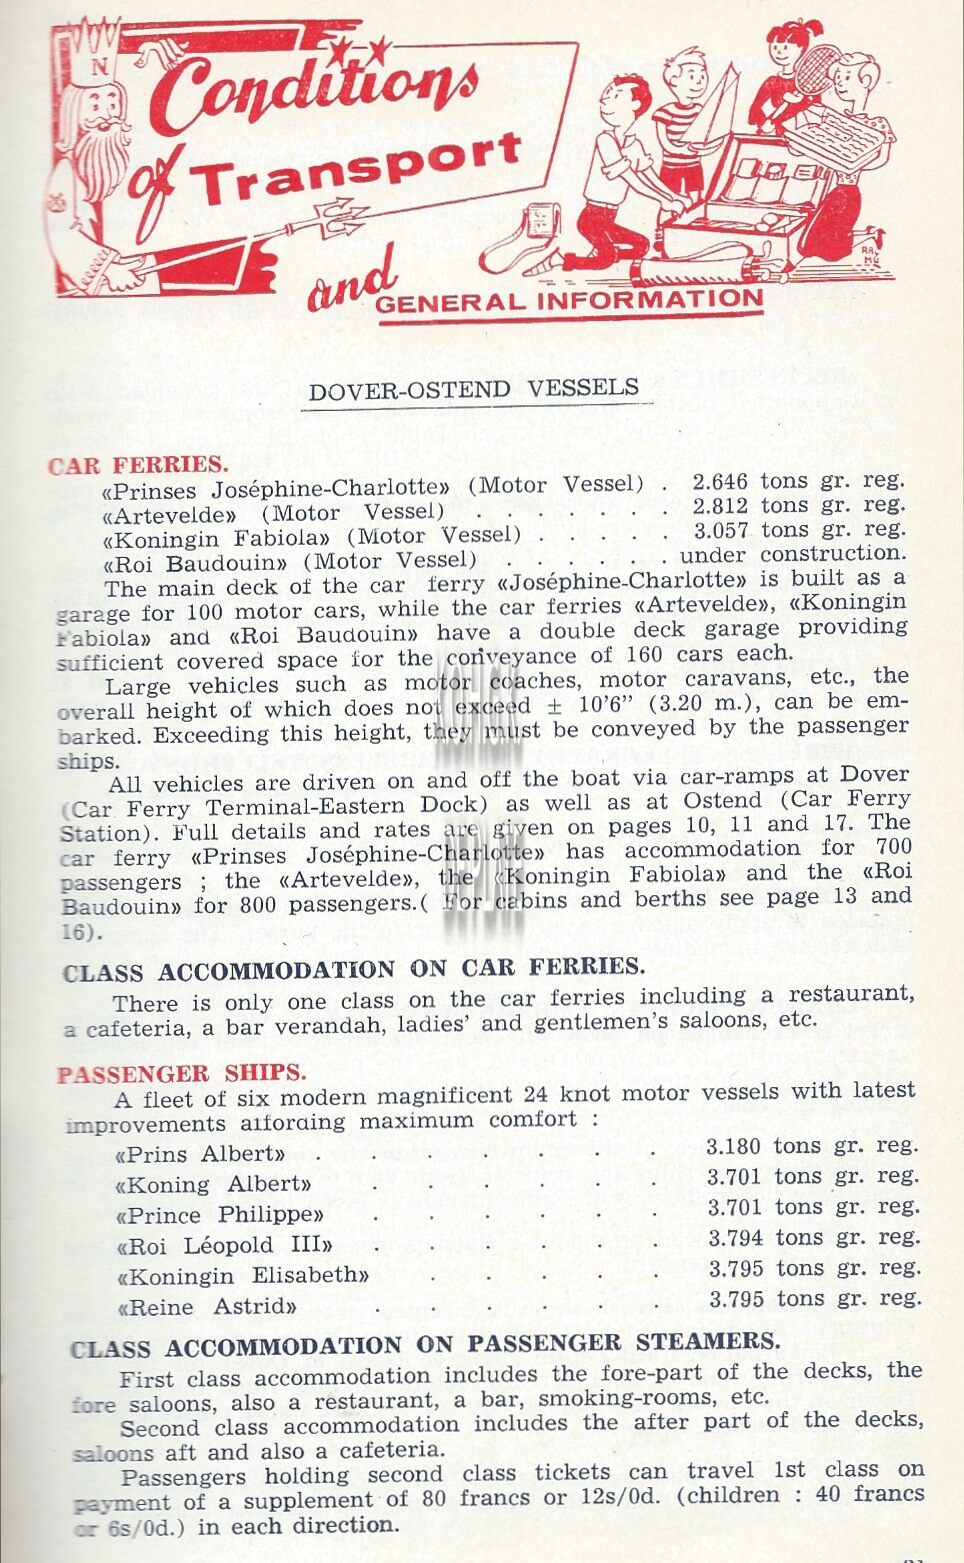 N
Conditions
of Transport
and
GENERAL INFORMATION
RA
MU
DOVER-OSTEND VESSELS
CAR FERRIES.
«Prinses Joséphine-Charlotte» (Motor Vessel) . 2.646 tons gr. reg.
«Artevelde» (Motor Vessel) . . . . . . . 2.812 tons gr. reg.
«Koningin Fabiola» (Motor Vessel) . . . . . 3.057 tons gr. reg.
«Roi Baudouin» (Motor Vessel) . . . . . . under construction.
The main deck of the car ferry «Joséphine-Charlotte» is built as a
garage for 100 motor cars, while the car ferries «Artevelde», «Koningin
Fabiola» and «Roi Baudouin» have a double deck garage providing
sufficient covered space for the conveyance of 160 cars each.
Large vehicles such as motor coaches, motor caravans, etc., the
overall height of which does not exceed ± 10'6” (3.20 m.), can be em-
barked. Exceeding this height, they must be conveyed by the passenger
ships.
All vehicles are driven on and off the boat via car-ramps at Dover
(Car Ferry Terminal-Eastern Dock) as well as at Ostend (Car Ferry
Station). Full details and rates are given on pages 10, 11 and 17. The
car ferry «Prinses Joséphine-Charlotte» has accommodation for 700
passengers ; the «Artevelde», the «Koningin Fabiola» and the «Roi
Baudouin» for 800 passengers.( For cabins and berths see page 13 and
16).
CLASS ACCOMMODATION ON CAR FERRIES.
There is only one class on the car ferries including a restaurant,
a cafeteria, a bar verandah, ladies' and gentlemen's saloons, etc.
PASSENGER SHIPS.
A fleet of six modern magnificent 24 knot motor vessels with latest
improvements affording maximum comfort :
«Prins Albert» . . . . . . . 3.180 tons gr. reg.
«Koning Albert» . . . . . . 3.701 tons gr. reg.
«Prince Philippe» . . . . . . 3.701 tons gr. reg.
«Roi Léopold III» . . . . . . 3.794 tons gr. reg.
«Koningin Elisabeth» . . . . . 3.795 tons gr. reg.
«Reine Astrid» . . . . . . 3.795 tons gr. reg.
CLASS ACCOMMODATION ON PASSENGER STEAMERS.
First class accommodation includes the fore-part of the decks, the
fore saloons, also a restaurant, a bar, smoking-rooms, etc.
Second class accommodation includes the after part of the decks,
saloons aft and also a cafeteria.
Passengers holding second class tickets can travel 1st class on
payment of a supplement of 80 francs or 12s/0d. (children : 40 francs
or 6s/0d.) in each direction.